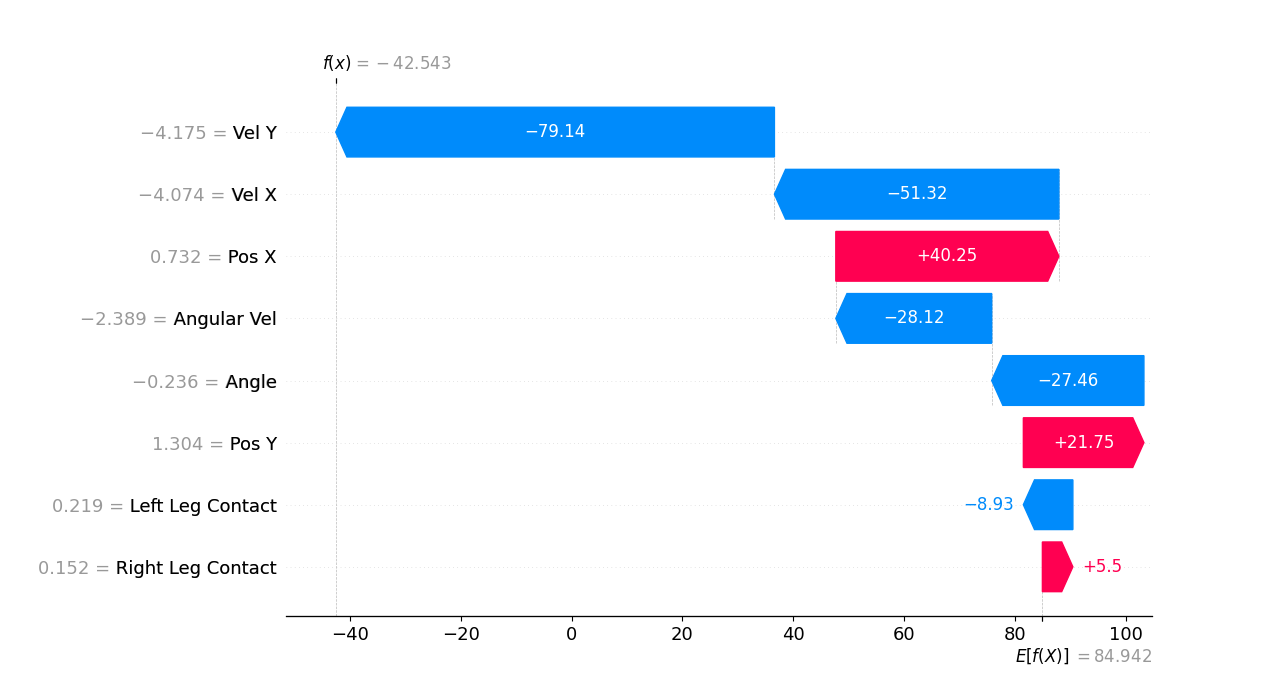 f(x) = −42.543
−4.175 = Vel Y
−79.14
−4.074 = Vel X
−51.32
0.732 = Pos X
+40.25
−2.389 = Angular Vel
−28.12
−0.236 = Angle
−27.46
1.304 = Pos Y
+21.75
0.219 = Left Leg Contact
−8.93
0.152 = Right Leg Contact
+5.5
−40 −20 0 20 40 60 80 100
E[f(X)] = 84.942